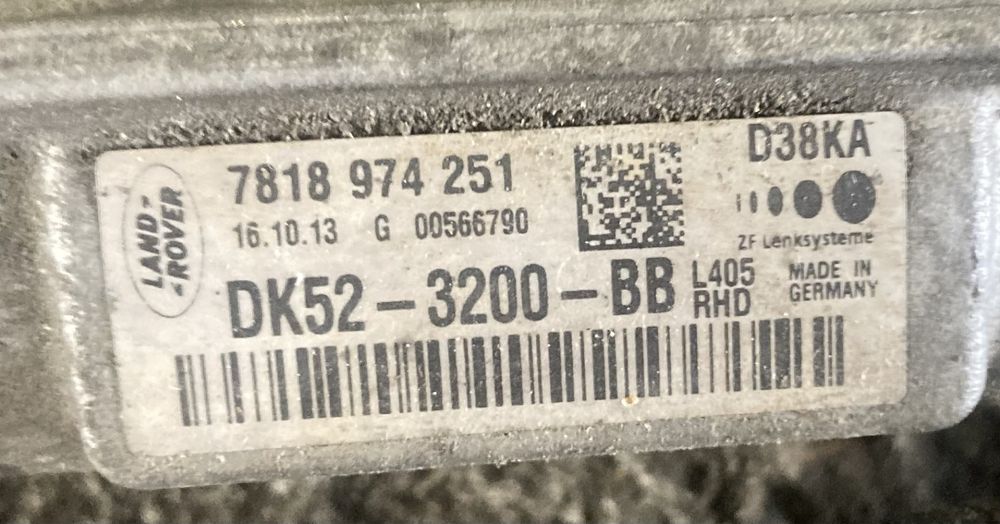 LAND-
ROVER
7818 974 251
16.10.13 G 00566790
D38KA
ZF Lenksysteme
DK52-3200-BB
L405
RHD
MADE IN
GERMANY